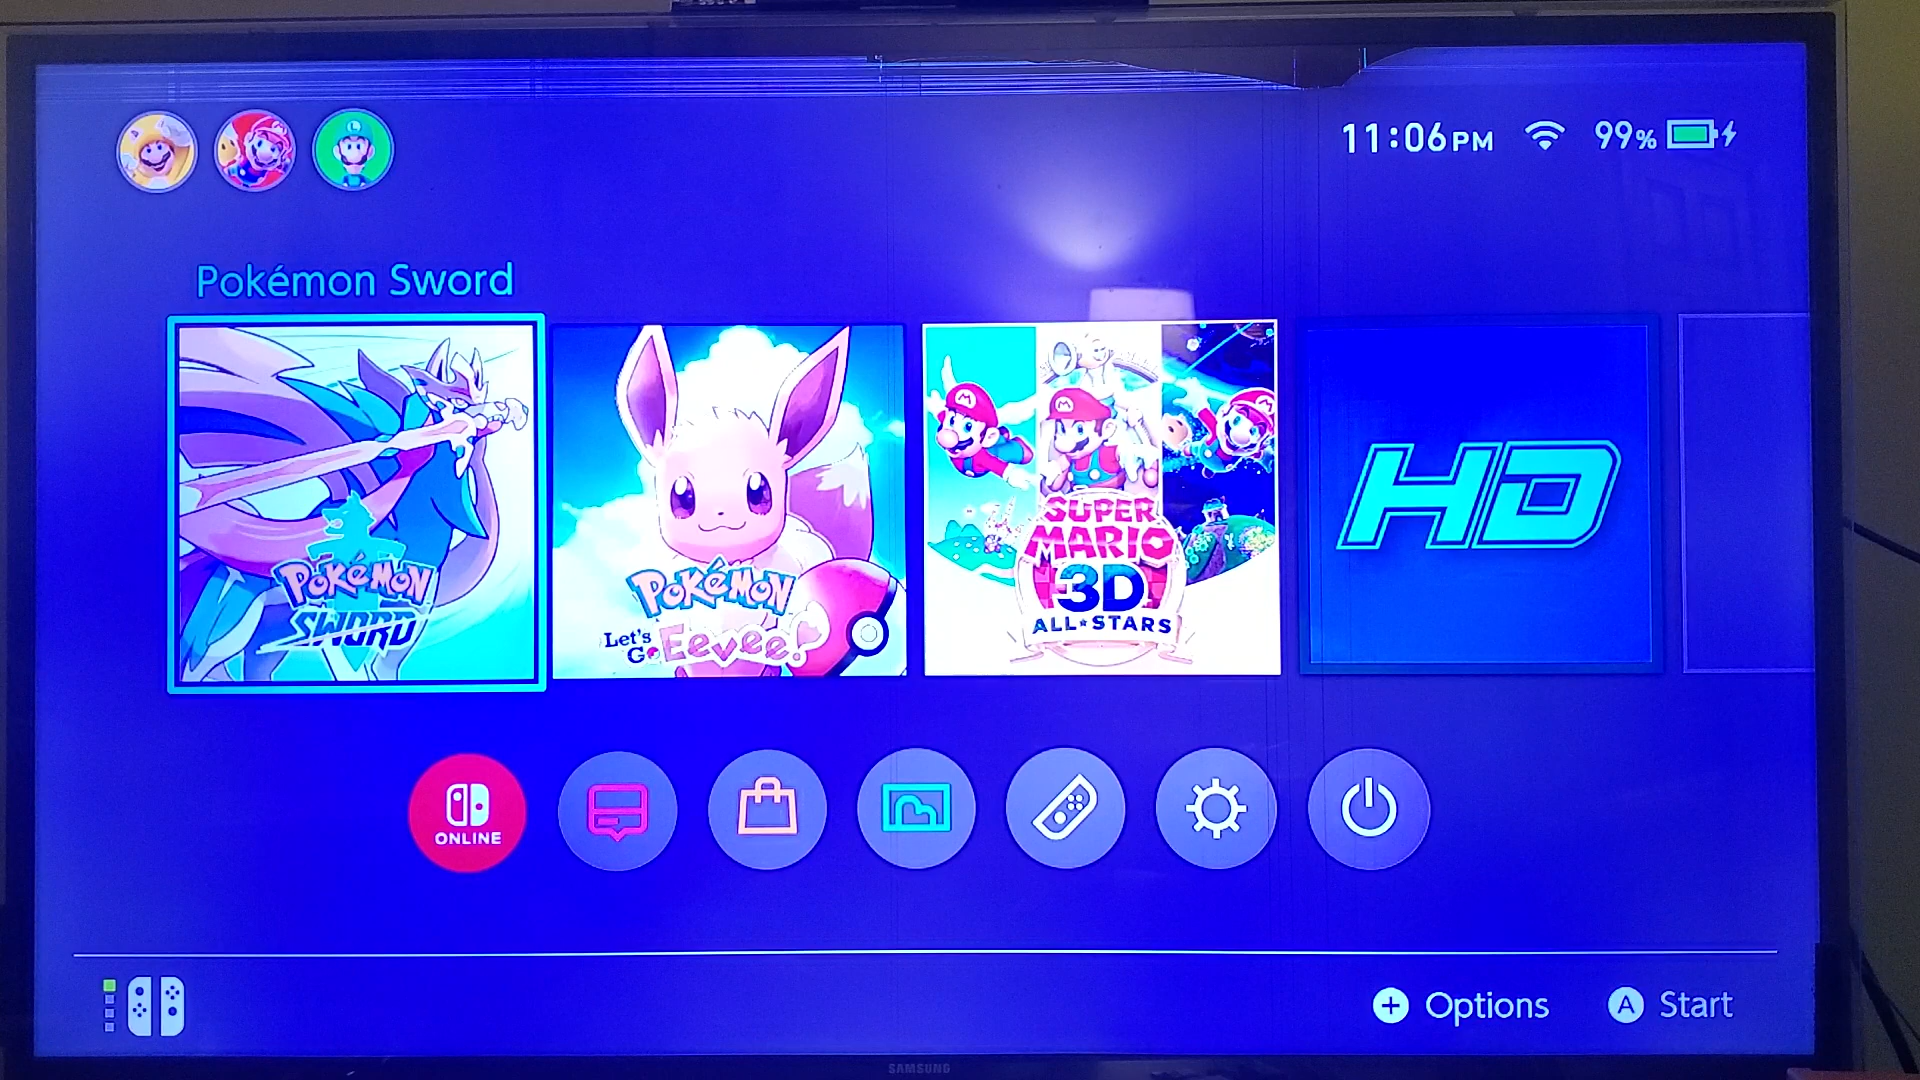 11:06PM 99%
Pokémon Sword
POKéMON
SWORD
POKéMON
Let's Go Eevee!
SUPER
MARIO
3D
ALL★STARS
HD
ONLINE
+ Options A Start
SAMSUNG